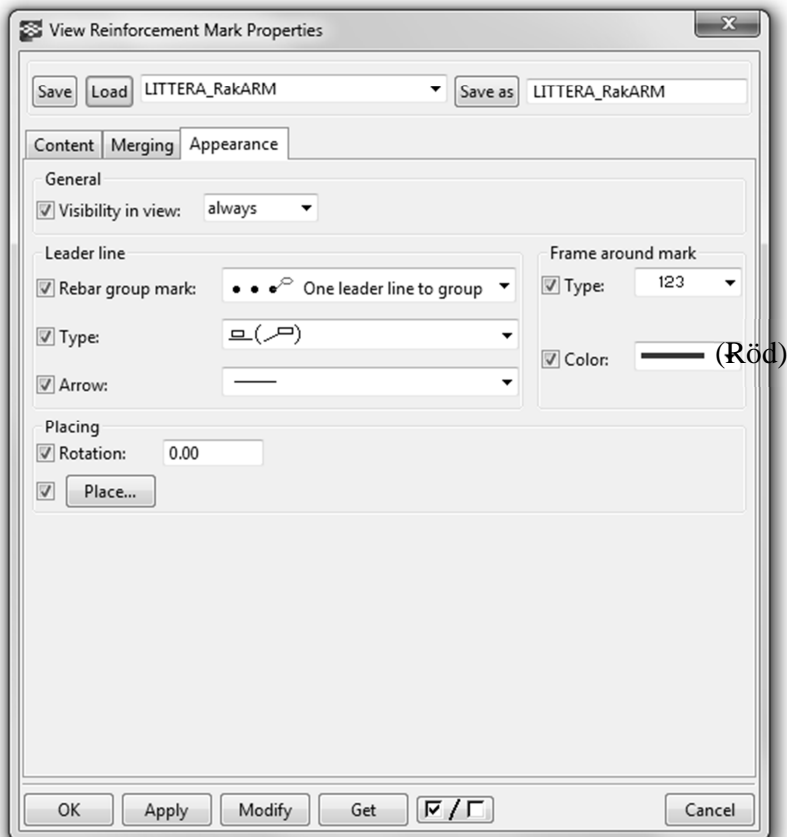 View Reinforcement Mark Properties
Save Load LITTERA_RakARM Save as LITTERA_RakARM
Content Merging Appearance
General
Visibility in view: always
Leader line Frame around mark
Rebar group mark: One leader line to group Type: 123
Type: Color: (Röd)
Arrow:
Placing
Rotation: 0.00
Place...
OK Apply Modify Get / Cancel